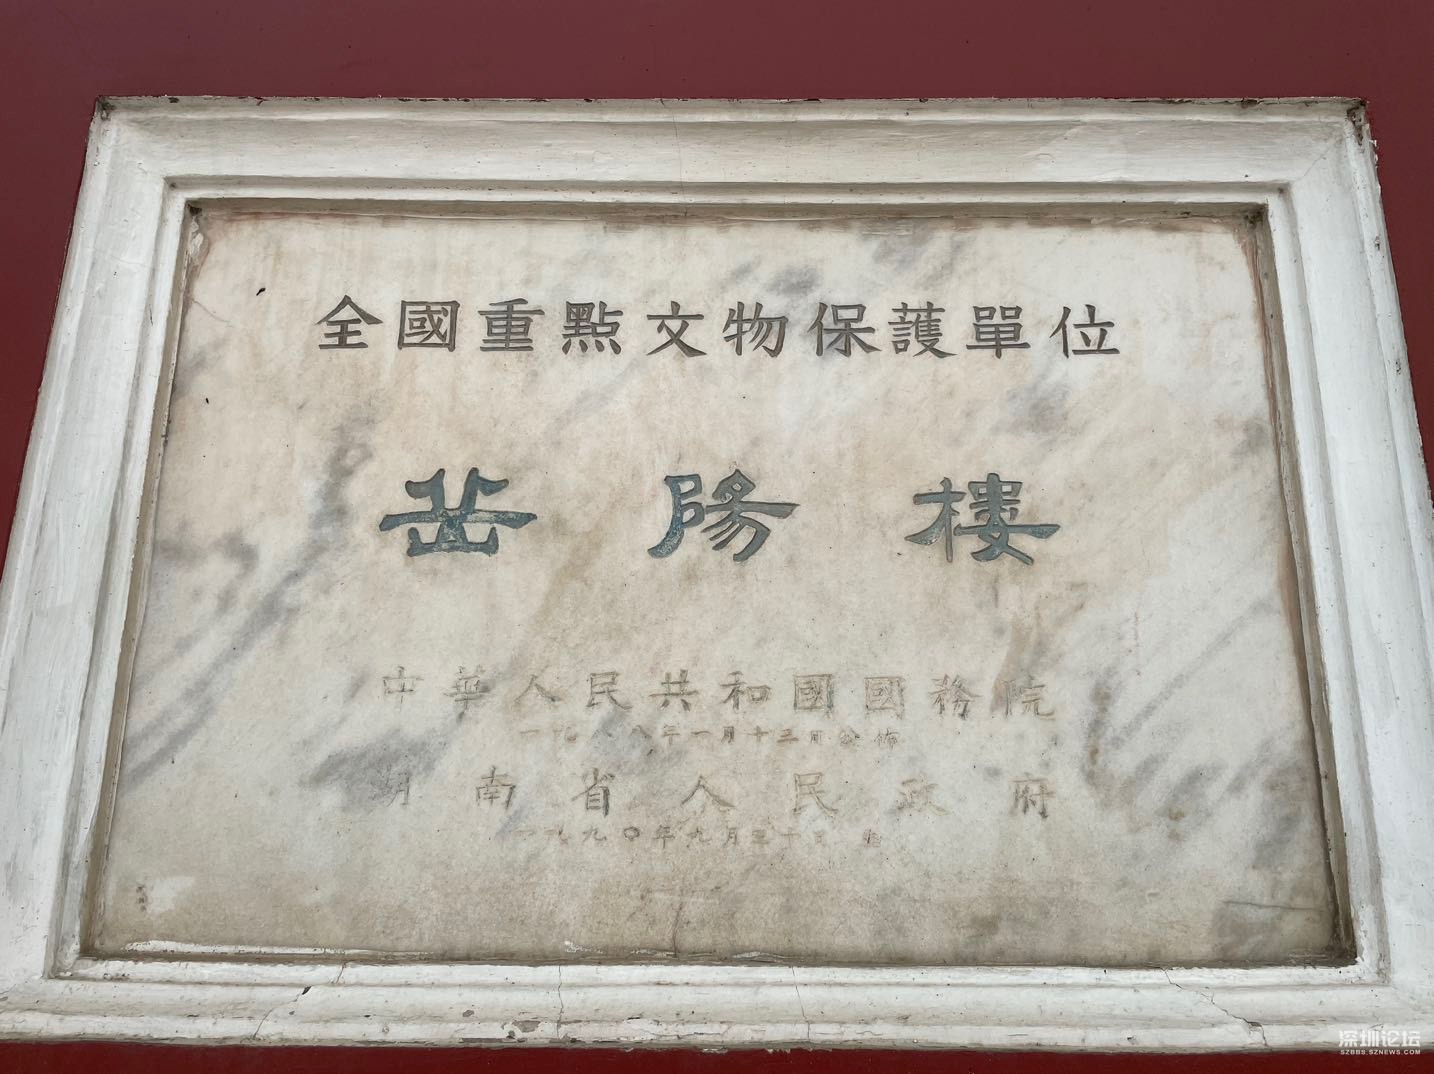 全國重點文物保護單位
岳陽樓
中華人民共和國國務院
一九八八年一月十三日公佈
湖南省人民政府
一九九〇年九月三十日 立
深圳论坛
SZBBS.SZNEWS.COM